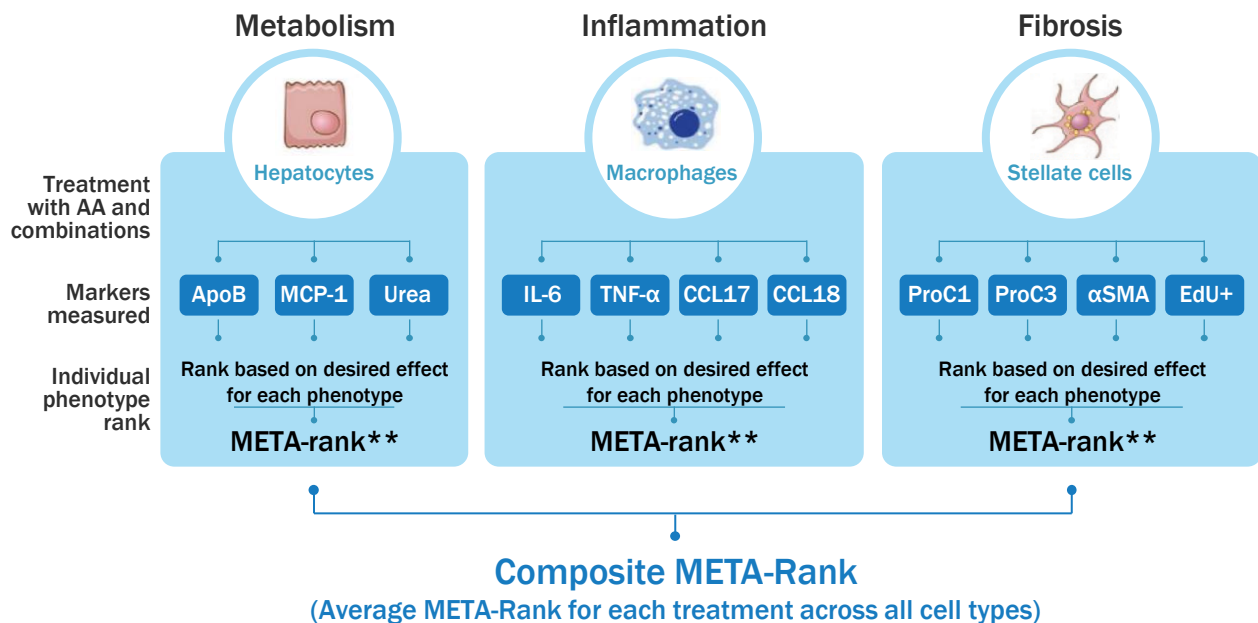 Metabolism
Inflammation
Fibrosis
Hepatocytes
Macrophages
Stellate cells
Treatment
with AA and
combinations
Markers
measured
ApoB
MCP-1
Urea
IL-6
TNF-α
CCL17
CCL18
ProC1
ProC3
αSMA
EdU+
Individual
phenotype
rank
Rank based on desired effect
for each phenotype
META-rank**
Rank based on desired effect
for each phenotype
META-rank**
Rank based on desired effect
for each phenotype
META-rank**
Composite META-Rank
(Average META-Rank for each treatment across all cell types)